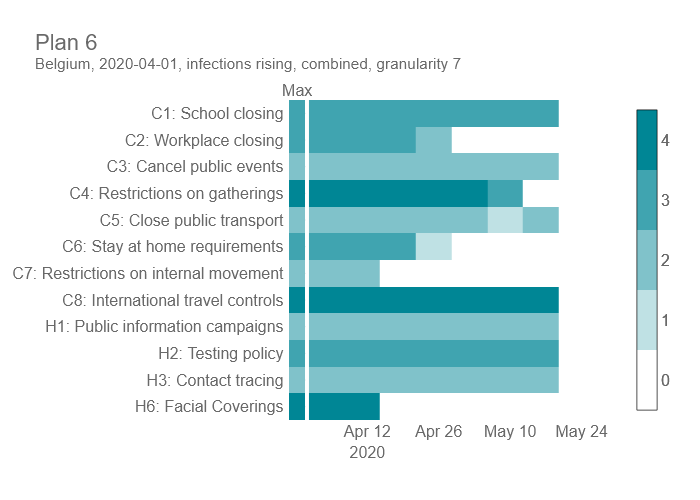 Plan 6
Belgium, 2020-04-01, infections rising, combined, granularity 7
Max
C1: School closing
C2: Workplace closing
C3: Cancel public events
C4: Restrictions on gatherings
C5: Close public transport
C6: Stay at home requirements
C7: Restrictions on internal movement
C8: International travel controls
H1: Public information campaigns
H2: Testing policy
H3: Contact tracing
H6: Facial Coverings
Apr 12 Apr 26 May 10 May 24
2020
4
3
2
1
0